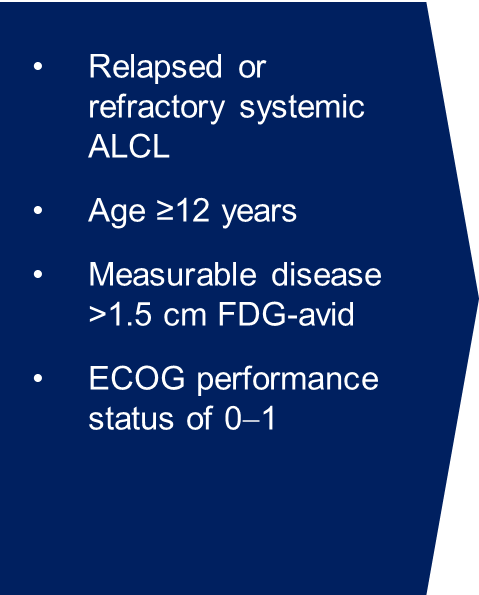 • Relapsed or
refractory systemic
ALCL
• Age ≥12 years
• Measurable disease
>1.5 cm FDG-avid
• ECOG performance
status of 0–1